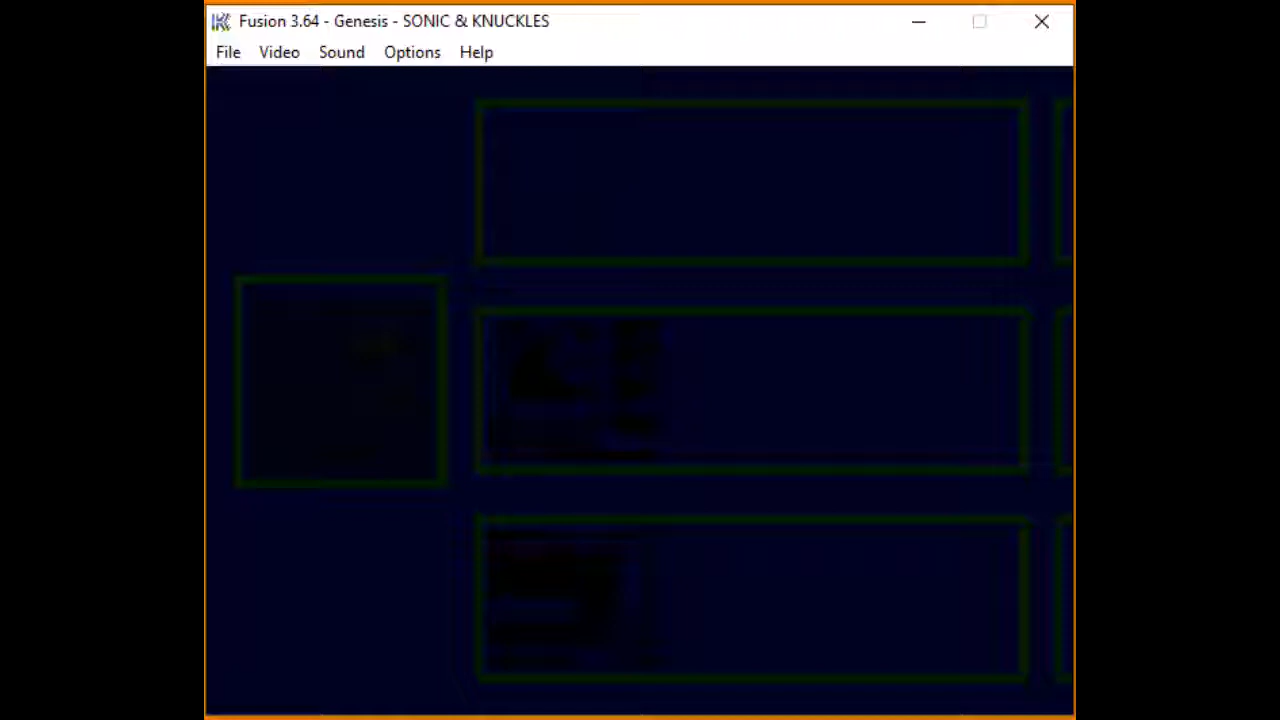 Fusion 3.64 - Genesis - SONIC & KNUCKLES
File Video Sound Options Help